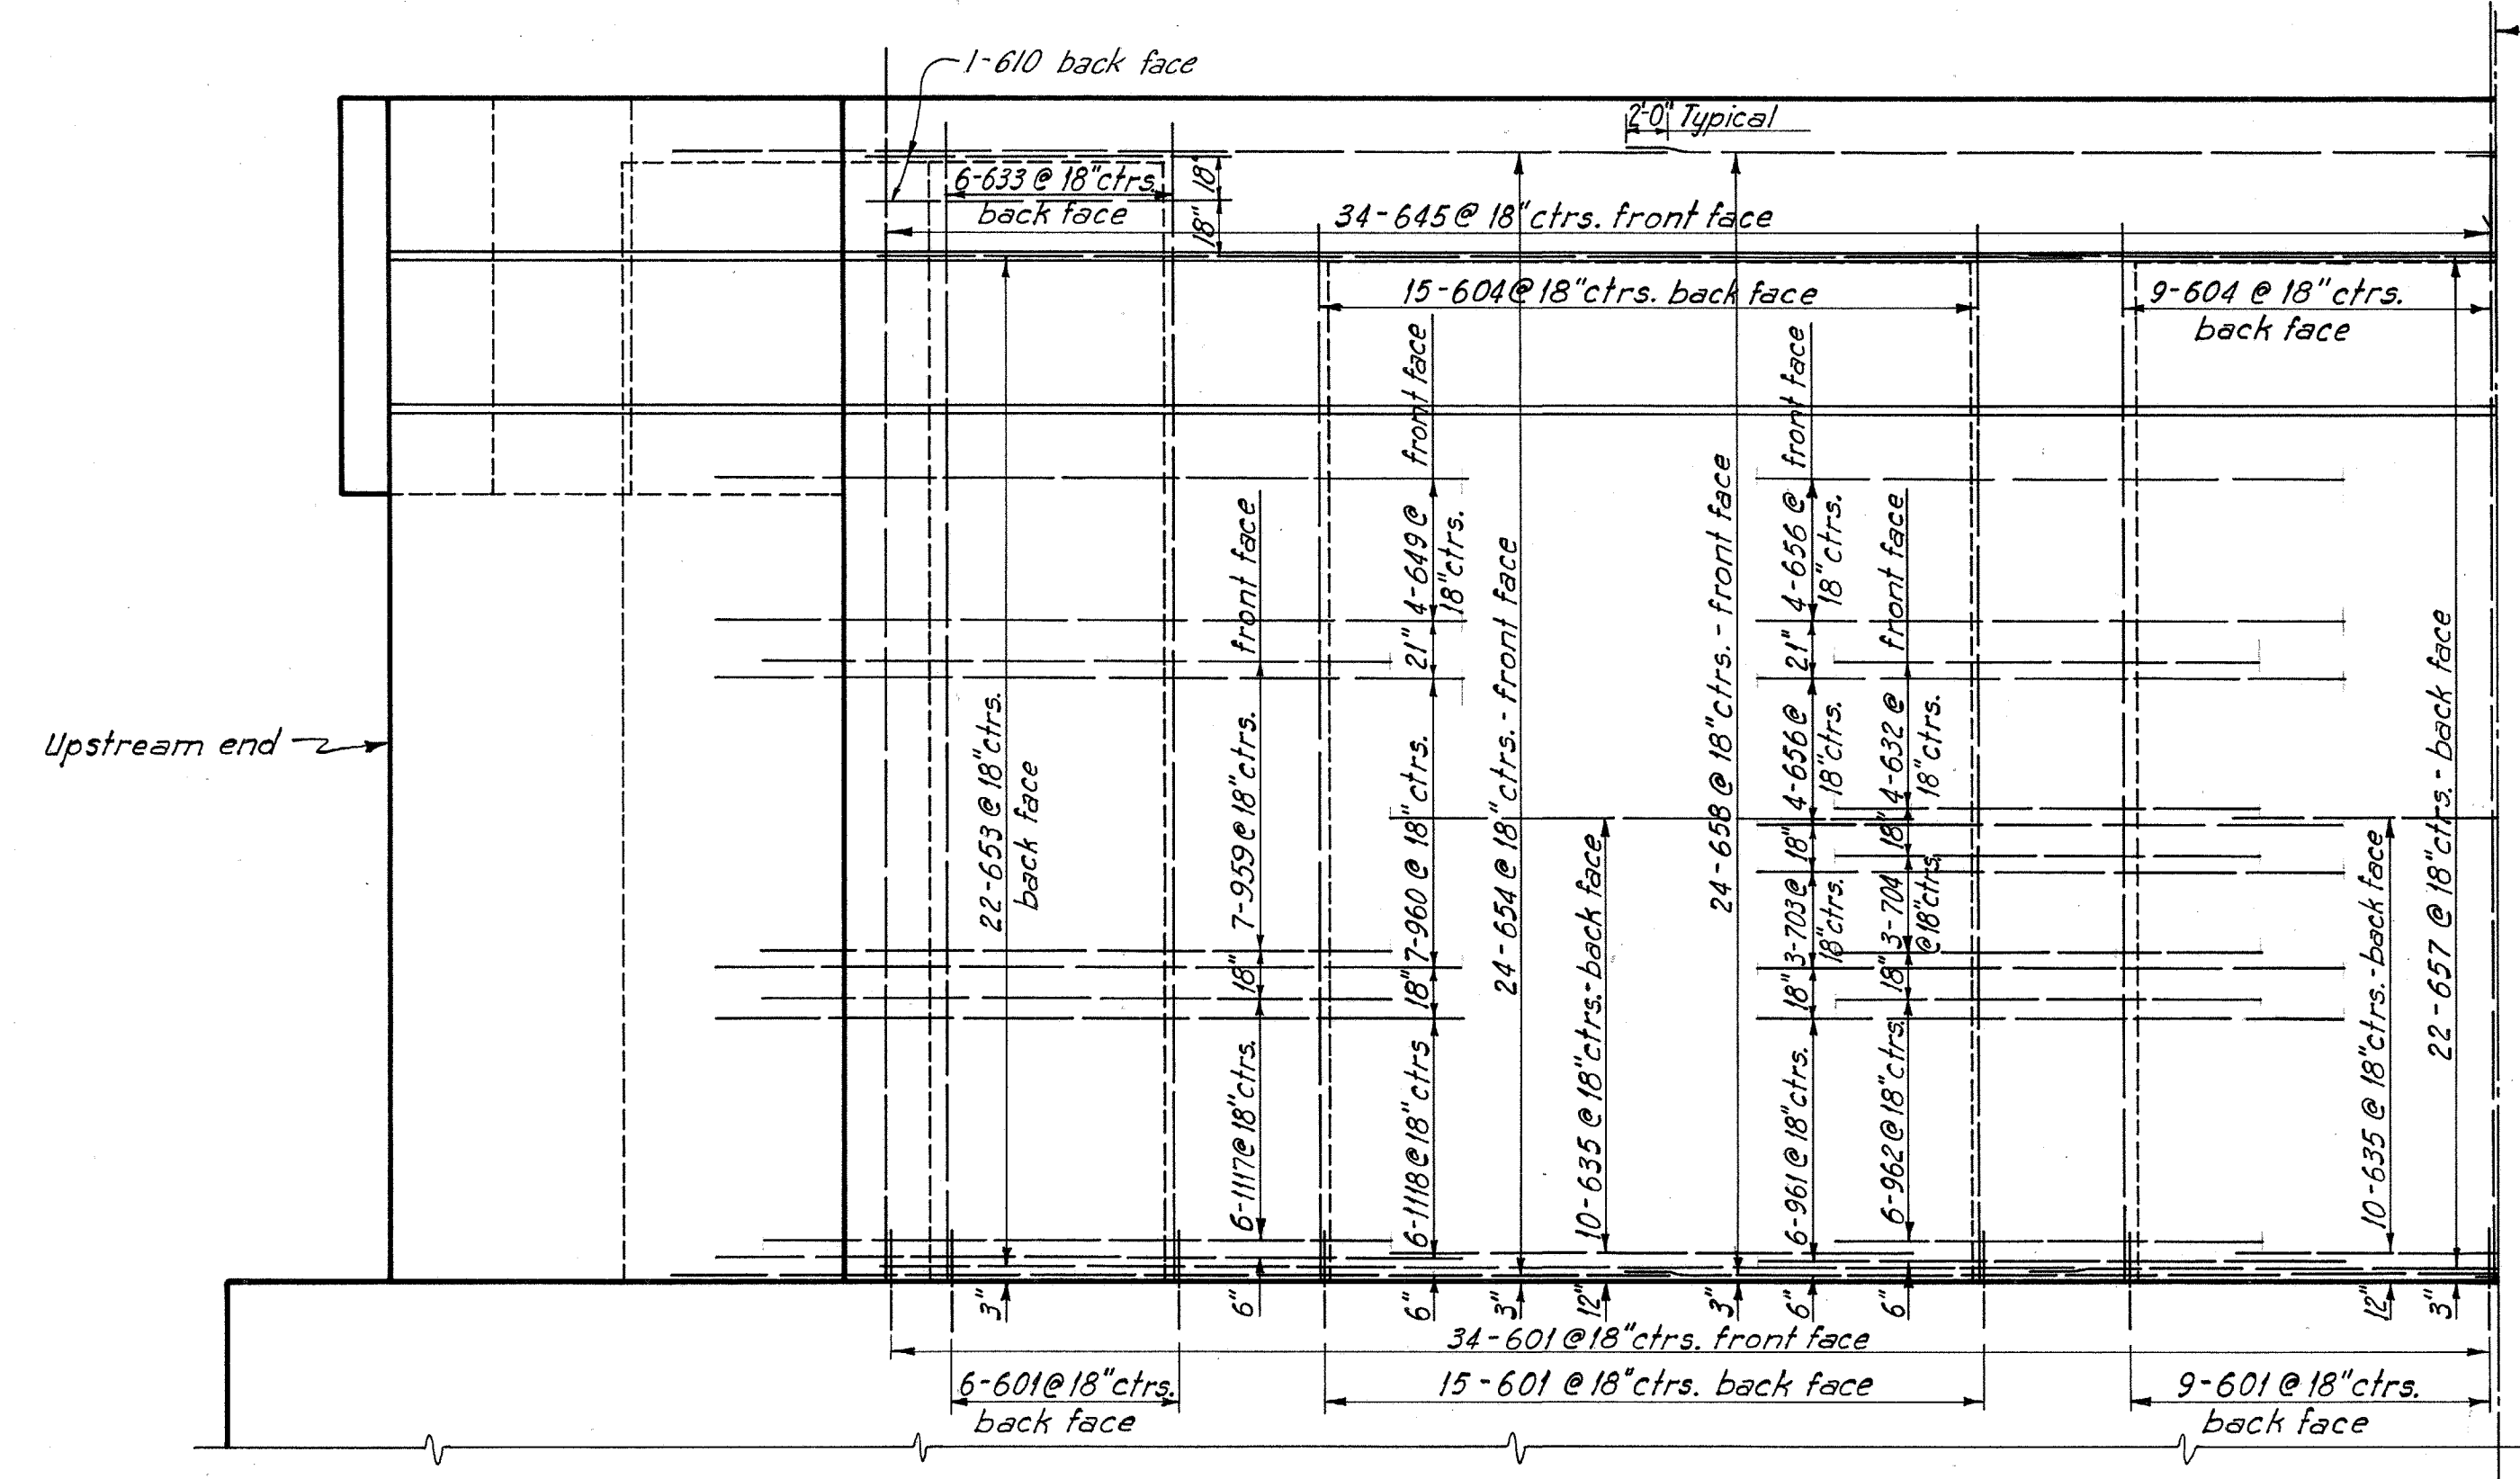 1-610 back face
2'-0" Typical
6-633 @ 18"ctrs.
back face
18"
18"
34-645 @ 18"ctrs. front face
15-604 @ 18"ctrs. back face
9-604 @ 18"ctrs.
back face
Upstream end
22-653 @ 18"ctrs.
back face
3"
front face
7-959 @ 18"ctrs.
18"
6-1117 @ 18"ctrs.
6"
front face
4-649 @
18"ctrs.
21"
7-960 @ 18"ctrs.
18"
6-1118 @ 18"ctrs
6"
24-654 @ 18"ctrs. - front face
3"
10-635 @ 18"ctrs.-back face
12"
24-658 @ 18"ctrs. - front face
3"
front face
4-656 @
18"ctrs.
21"
4-656 @
18"ctrs.
18"
3-703 @
18"ctrs.
18"
6-961 @ 18"ctrs.
6"
front face
4-632 @
18"ctrs.
18"
3-704
@ 18"ctrs.
18"
6-962 @ 18"ctrs.
6"
10-635 @ 18"ctrs.-back face
12"
22-657 @ 18"ctrs. - back face
3"
34-601 @ 18"ctrs. front face
6-601 @ 18"ctrs.
back face
15-601 @ 18"ctrs. back face
9-601 @ 18"ctrs.
back face